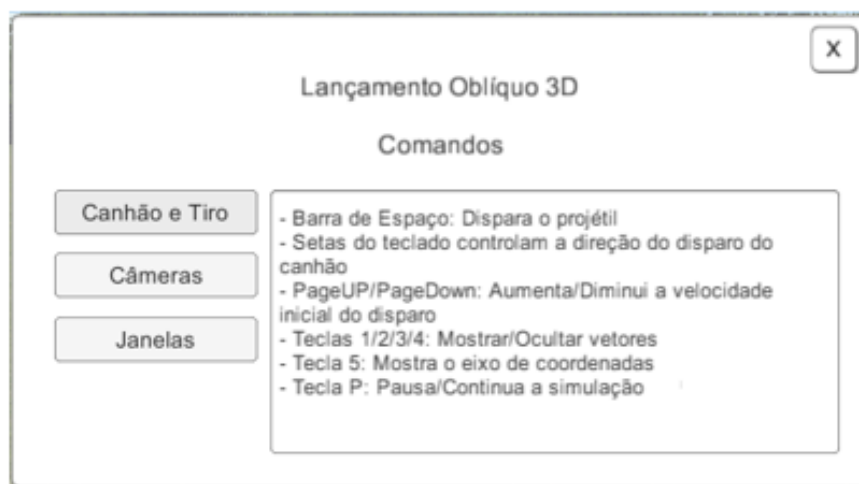 X
Lançamento Oblíquo 3D
Comandos
Canhão e Tiro
Câmeras
Janelas
- Barra de Espaço: Dispara o projétil
- Setas do teclado controlam a direção do disparo do
canhão
- PageUP/PageDown: Aumenta/Diminui a velocidade
inicial do disparo
- Teclas 1/2/3/4: Mostrar/Ocultar vetores
- Tecla 5: Mostra o eixo de coordenadas
- Tecla P: Pausa/Continua a simulação